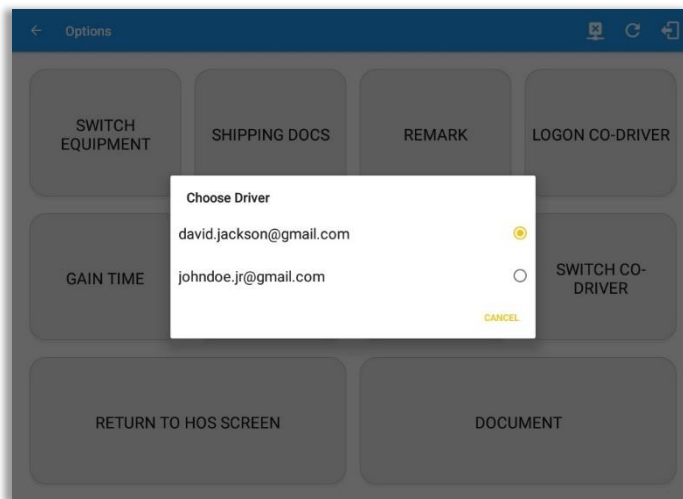 Options
SWITCH
EQUIPMENT
SHIPPING DOCS
REMARK
LOGON CO-DRIVER
Choose Driver
david.jackson@gmail.com
johndoe.jr@gmail.com
CANCEL
GAIN TIME
SWITCH CO-
DRIVER
RETURN TO HOS SCREEN
DOCUMENT